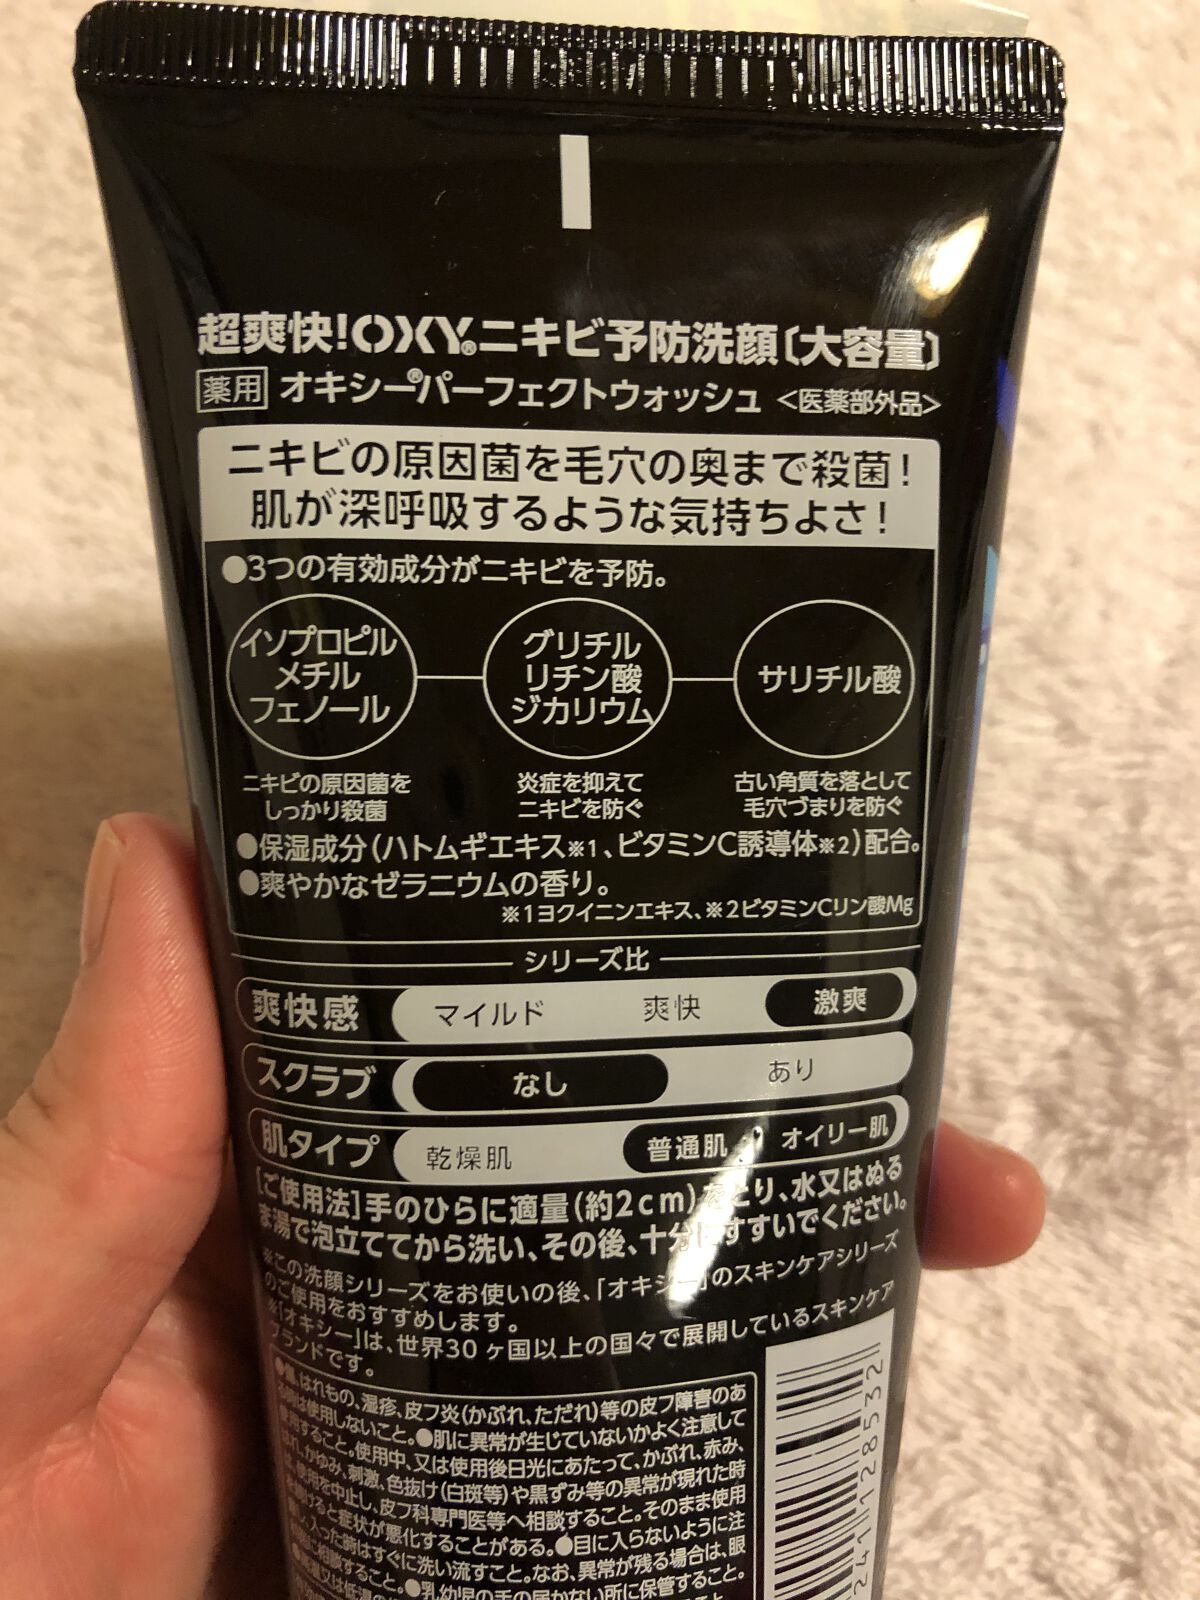 超爽快!OXY®ニキビ予防洗顔〔大容量〕
薬用 オキシー®パーフェクトウォッシュ <医薬部外品>
ニキビの原因菌を毛穴の奥まで殺菌!
肌が深呼吸するような気持ちよさ!
●3つの有効成分がニキビを予防。
イソプロピル
メチル
フェノール
グリチル
リチン酸
ジカリウム
サリチル酸
ニキビの原因菌を
しっかり殺菌
炎症を抑えて
ニキビを防ぐ
古い角質を落として
毛穴づまりを防ぐ
●保湿成分(ハトムギエキス※1、ビタミンC誘導体※2)配合。
●爽やかなゼラニウムの香り。
※1ヨクイニンエキス、※2ビタミンCリン酸Mg
シリーズ比
爽快感 マイルド 爽快 激爽
スクラブ なし あり
肌タイプ 乾燥肌 普通肌 オイリー肌
[ご使用法]手のひらに適量(約2cm)をとり、水又はぬる
ま湯で泡立ててから洗い、その後、十分にすすいでください。
※この洗顔シリーズをお使いの後、「オキシー」のスキンケアシリーズ
のご使用をおすすめします。
※「オキシー」は、世界30ヶ国以上の国々で展開しているスキンケア
ブランドです。
はれもの、湿疹、皮フ炎(かぶれ、ただれ)等の皮フ障害のあ
は使用しないこと。●肌に異常が生じていないかよく注意して
使用すること。使用中、又は使用後日光にあたって、かぶれ、赤み、
かゆみ、刺激、色抜け(白斑等)や黒ずみ等の異常が現れた時
使用を中止し、皮フ科専門医等へ相談すること。そのまま使用
けると症状が悪化することがある。●目に入らないように注
入った時はすぐに洗い流すこと。なお、異常が残る場合は、眼
に相談すること。●乳幼児の手の届かない所に保管すること。
241128532